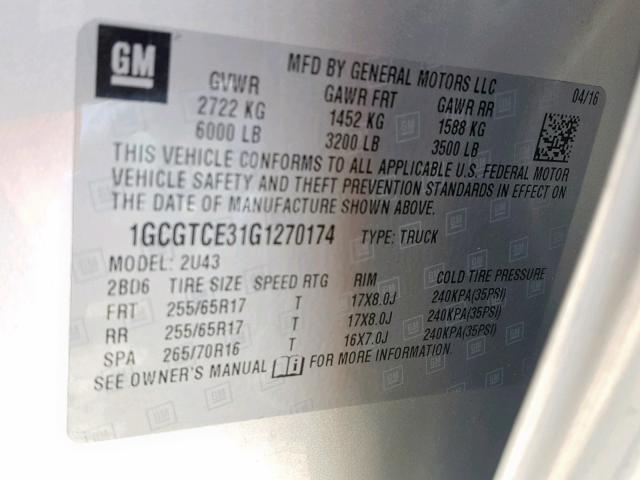 GM
MFD BY GENERAL MOTORS LLC
04/16
GVWR GAWR FRT GAWR RR
2722 KG 1452 KG 1588 KG
6000 LB 3200 LB 3500 LB
THIS VEHICLE CONFORMS TO ALL APPLICABLE U.S. FEDERAL MOTOR
VEHICLE SAFETY AND THEFT PREVENTION STANDARDS IN EFFECT ON
THE DATE OF MANUFACTURE SHOWN ABOVE.
1GCGTCE31G1270174 TYPE: TRUCK
MODEL: 2U43
2BD6 TIRE SIZE SPEED RTG RIM COLD TIRE PRESSURE
FRT 255/65R17 T 17X8.0J 240KPA(35PSI)
RR 255/65R17 T 17X8.0J 240KPA(35PSI)
SPA 265/70R16 T 16X7.0J 240KPA(35PSI)
SEE OWNER'S MANUAL FOR MORE INFORMATION.